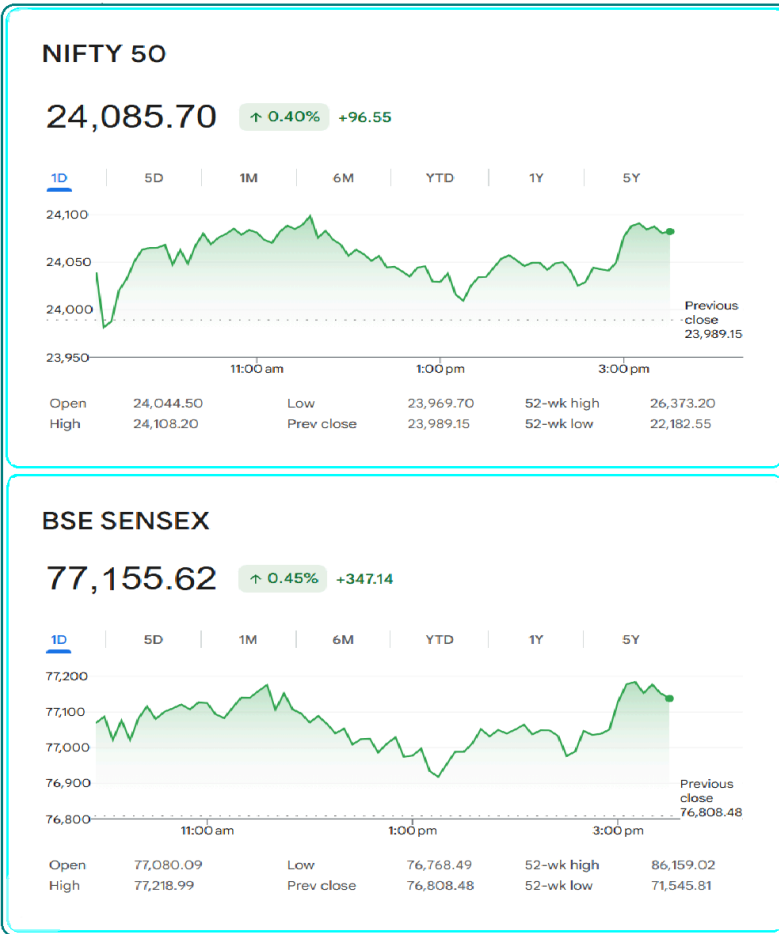 NIFTY 50
24,085.70 ↑ 0.40% +96.55
1D 5D 1M 6M YTD 1Y 5Y
24,100
24,050
24,000
Previous
close
23,989.15
23,950
11:00 am 1:00 pm 3:00 pm
Open 24,044.50 Low 23,969.70 52-wk high 26,373.20
High 24,108.20 Prev close 23,989.15 52-wk low 22,182.55
BSE SENSEX
77,155.62 ↑ 0.45% +347.14
1D 5D 1M 6M YTD 1Y 5Y
77,200
77,100
77,000
76,900
Previous
close
76,808.48
76,800
11:00 am 1:00 pm 3:00 pm
Open 77,080.09 Low 76,768.49 52-wk high 86,159.02
High 77,218.99 Prev close 76,808.48 52-wk low 71,545.81